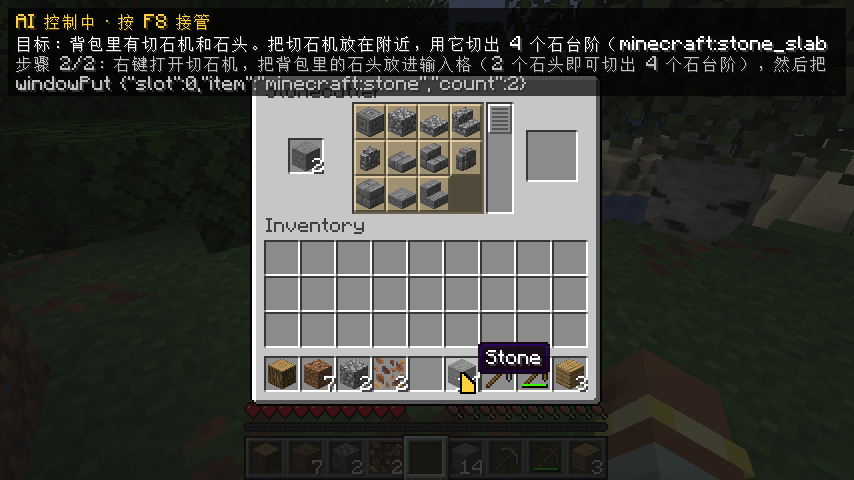 AI 控制中 · 按 F8 接管
目标：背包里有切石机和石头。把切石机放在附近，用它切出 4 个石台阶（minecraft:stone_slab
步骤 2/2：右键打开切石机，把背包里的石头放进输入格（2 个石头即可切出 4 个石台阶），然后把
windowPut {"slot":0,"item":"minecraft:stone","count":2}
2
Inventory
Stone
7
2
2
3
7
2
2
14
3